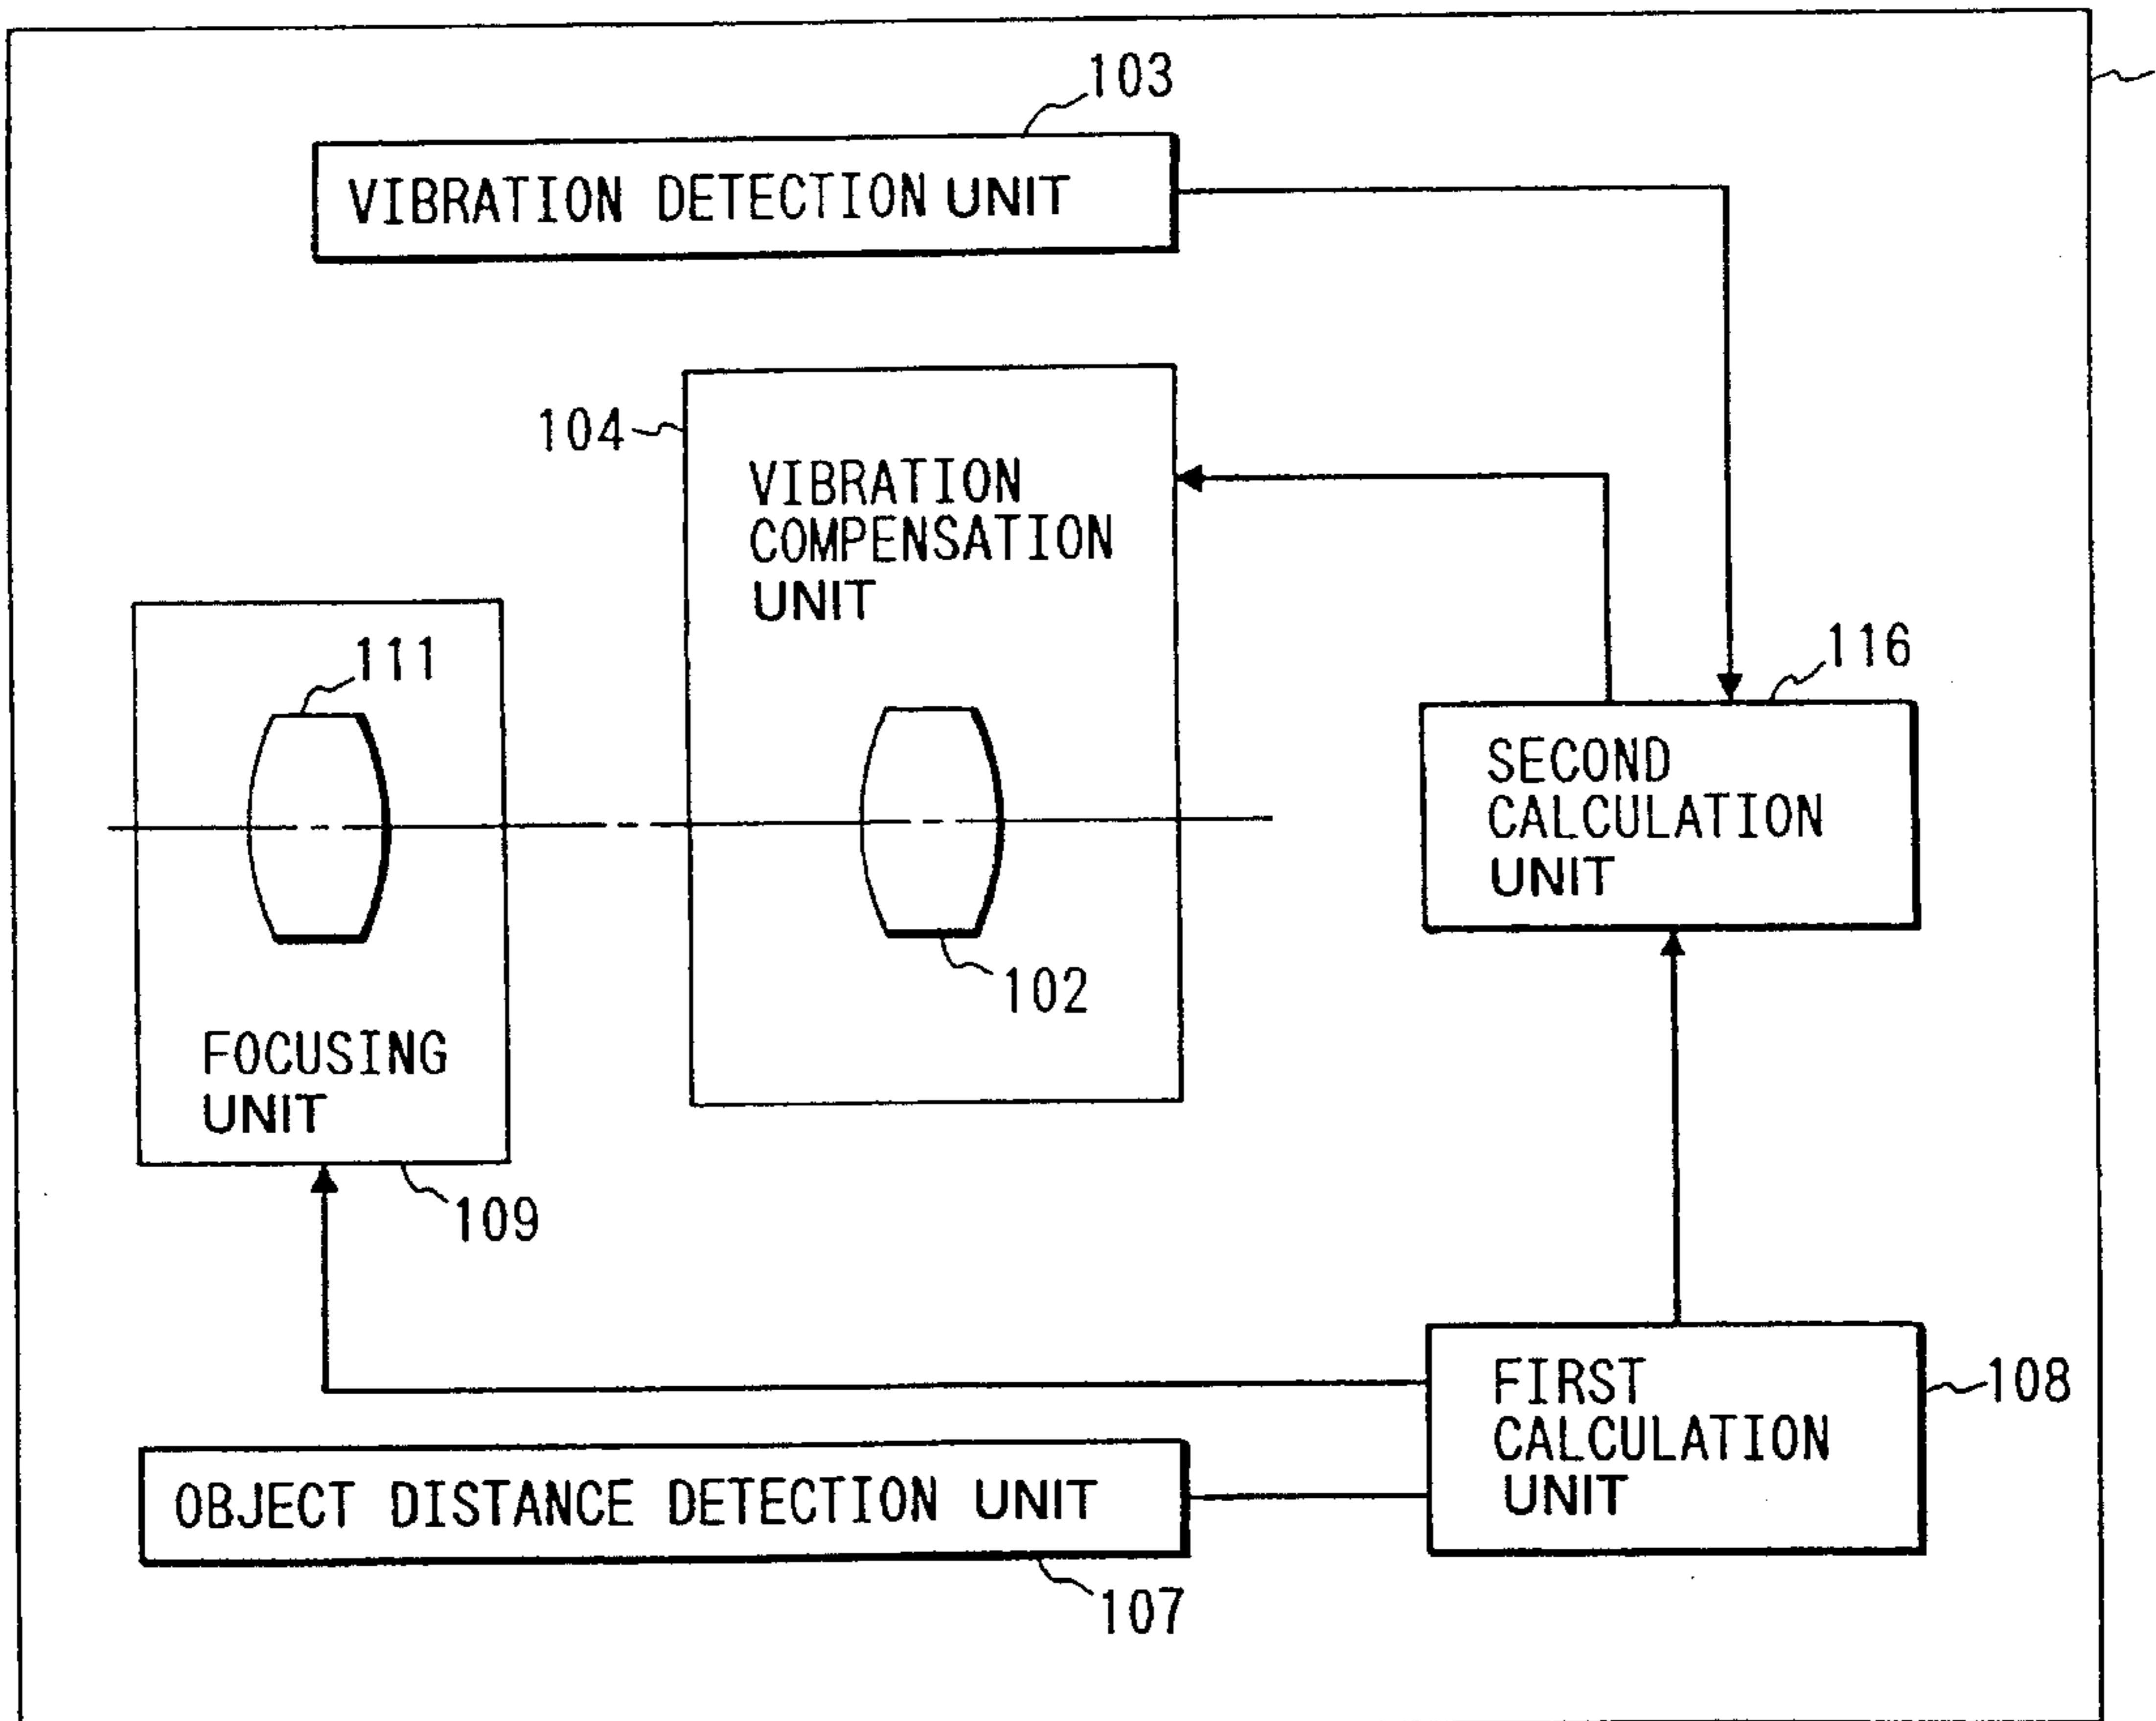 103
VIBRATION DETECTION UNIT
104
VIBRATION
COMPENSATION
UNIT
111
116
SECOND
CALCULATION
UNIT
102
FOCUSING
UNIT
109
FIRST
CALCULATION
UNIT
108
OBJECT DISTANCE DETECTION UNIT
107